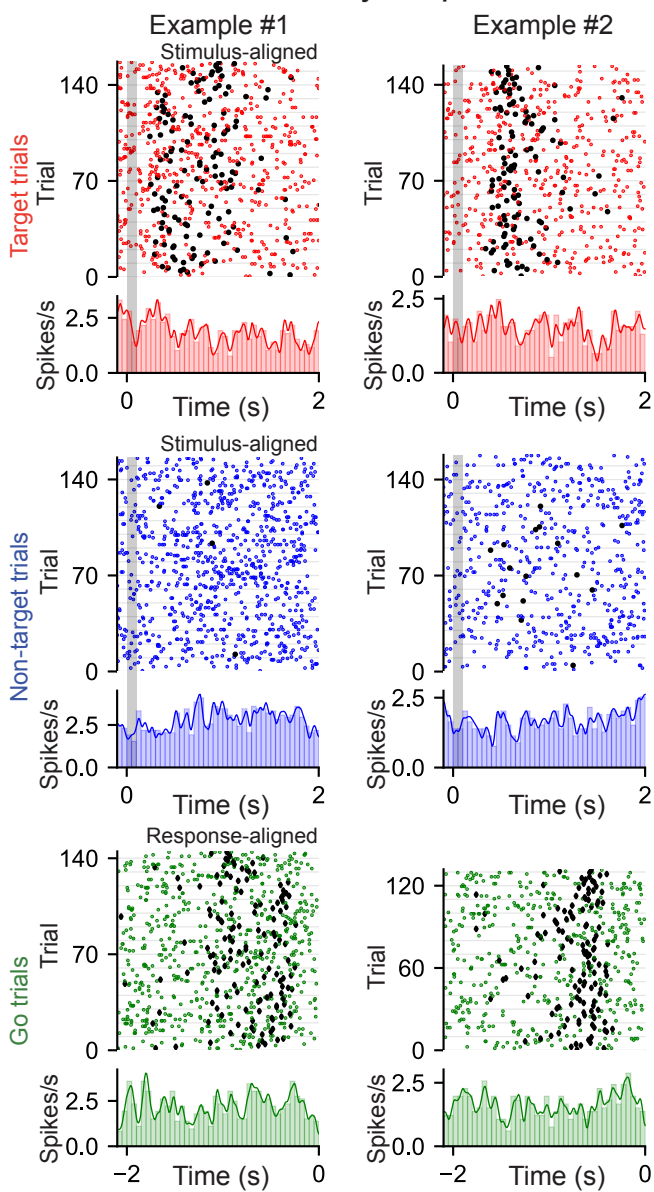 Example #1
Example #2
Stimulus-aligned
Target trials
Trial
140
70
0
Trial
140
70
0
Spikes/s
2.5
0.0
Spikes/s
2.5
0.0
0
2
Time (s)
0
2
Time (s)
Stimulus-aligned
Non-target trials
Trial
140
70
0
Trial
140
70
0
Spikes/s
2.5
0.0
Spikes/s
2.5
0.0
0
2
Time (s)
0
2
Time (s)
Response-aligned
Go trials
Trial
140
70
0
Trial
120
60
0
Spikes/s
2.5
0.0
Spikes/s
2.5
0.0
−2
0
Time (s)
−2
0
Time (s)